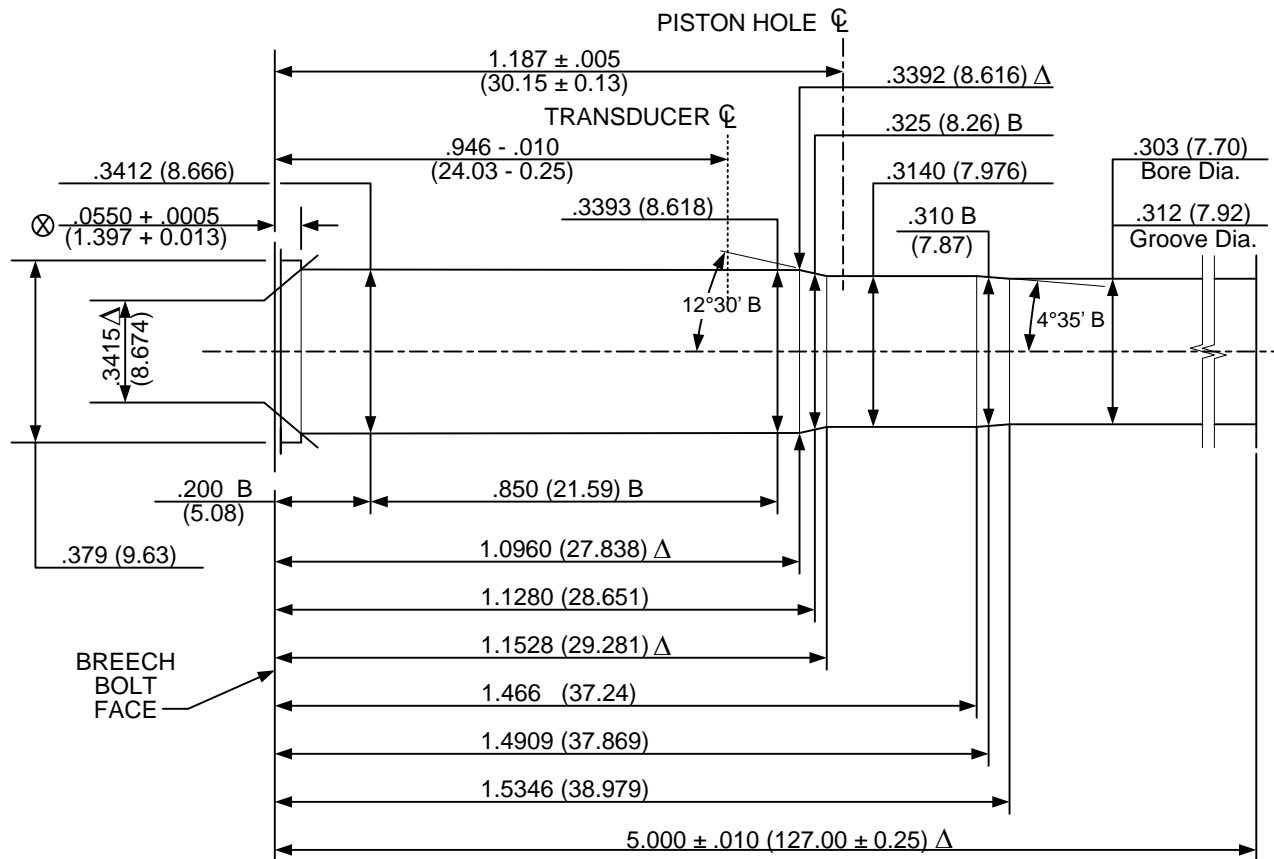 PISTON HOLE ℄
1.187 ± .005
(30.15 ± 0.13)
.3392 (8.616) Δ
TRANSDUCER ℄
.325 (8.26) B
.946 - .010
(24.03 - 0.25)
.303 (7.70)
Bore Dia.
.3412 (8.666)
.3140 (7.976)
.3393 (8.618)
ⓧ .0550 + .0005
(1.397 + 0.013)
.310 B
(7.87)
.312 (7.92)
Groove Dia.
12°30' B
4°35' B
.3415 Δ
(8.674)
.200 B
(5.08)
.850 (21.59) B
.379 (9.63)
1.0960 (27.838) Δ
1.1280 (28.651)
1.1528 (29.281) Δ
BREECH
BOLT
FACE
1.466 (37.24)
1.4909 (37.869)
1.5346 (38.979)
5.000 ± .010 (127.00 ± 0.25) Δ